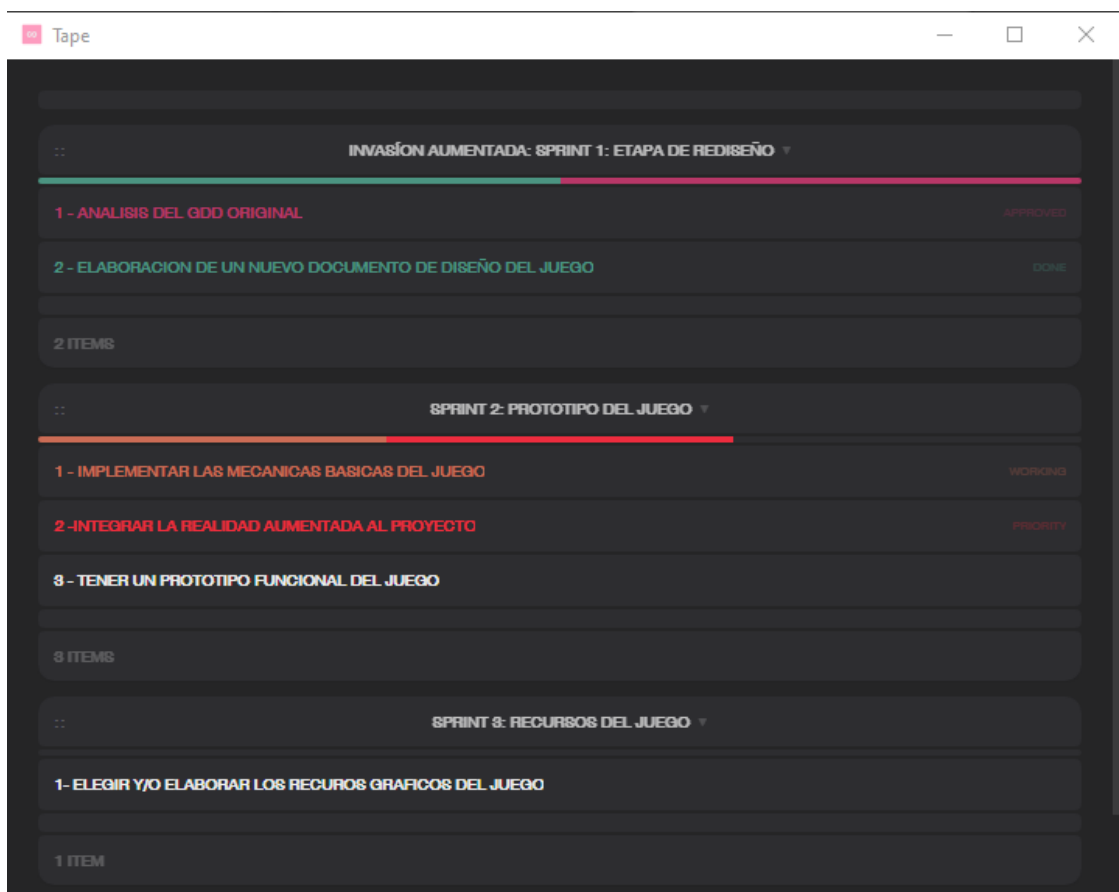 Tape
INVASÍON AUMENTADA: SPRINT 1: ETAPA DE REDISEÑO
1 - ANALISIS DEL GDD ORIGINAL APPROVED
2 - ELABORACION DE UN NUEVO DOCUMENTO DE DISEÑO DEL JUEGO DONE
2 ITEMS
SPRINT 2: PROTOTIPO DEL JUEGO
1 - IMPLEMENTAR LAS MECANICAS BASICAS DEL JUEGO WORKING
2 -INTEGRAR LA REALIDAD AUMENTADA AL PROYECTO PRIORITY
3 - TENER UN PROTOTIPO FUNCIONAL DEL JUEGO
3 ITEMS
SPRINT 3: RECURSOS DEL JUEGO
1- ELEGIR Y/O ELABORAR LOS RECUROS GRAFICOS DEL JUEGO
1 ITEM